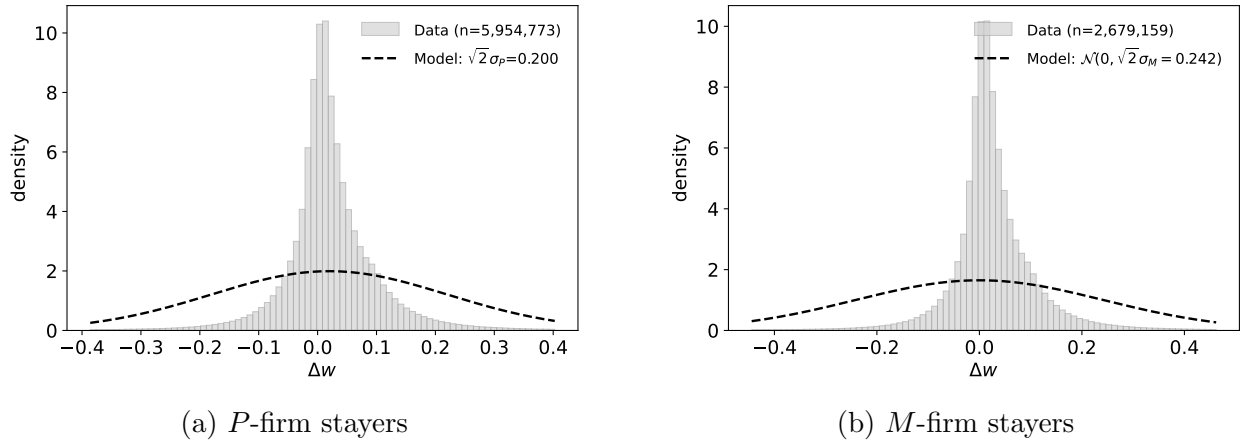 10
8
6
4
2
0
density
Data (n=5,954,773)
Model: √2σ_P=0.200
−0.4 −0.3 −0.2 −0.1 0.0 0.1 0.2 0.3 0.4
Δw
(a) P-firm stayers
10
8
6
4
2
0
density
Data (n=2,679,159)
Model: 𝒩(0, √2σ_M = 0.242)
−0.4 −0.2 0.0 0.2 0.4
Δw
(b) M-firm stayers